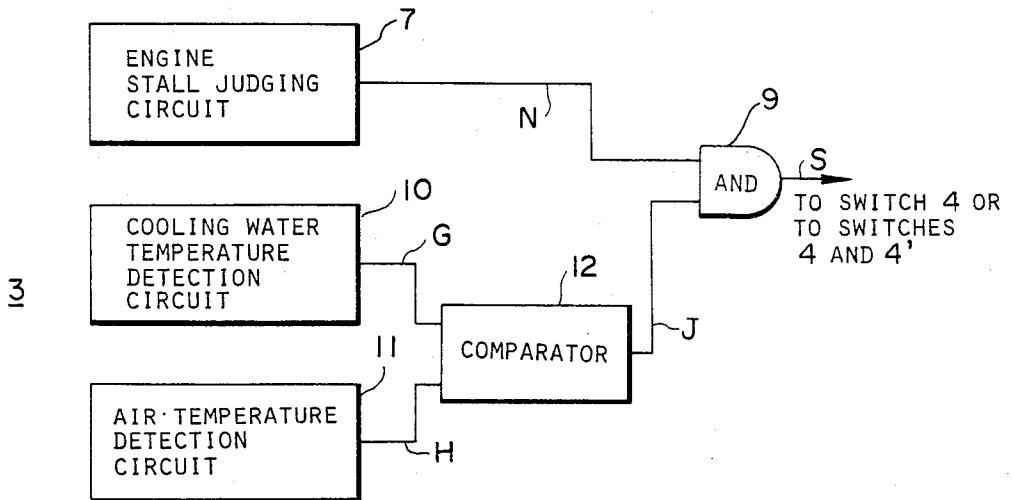 7
ENGINE
STALL JUDGING
CIRCUIT
N
9
AND
S
TO SWITCH 4 OR
TO SWITCHES
4 AND 4'
10
COOLING WATER
TEMPERATURE
DETECTION
CIRCUIT
G
3
12
COMPARATOR
J
11
AIR·TEMPERATURE
DETECTION
CIRCUIT
H